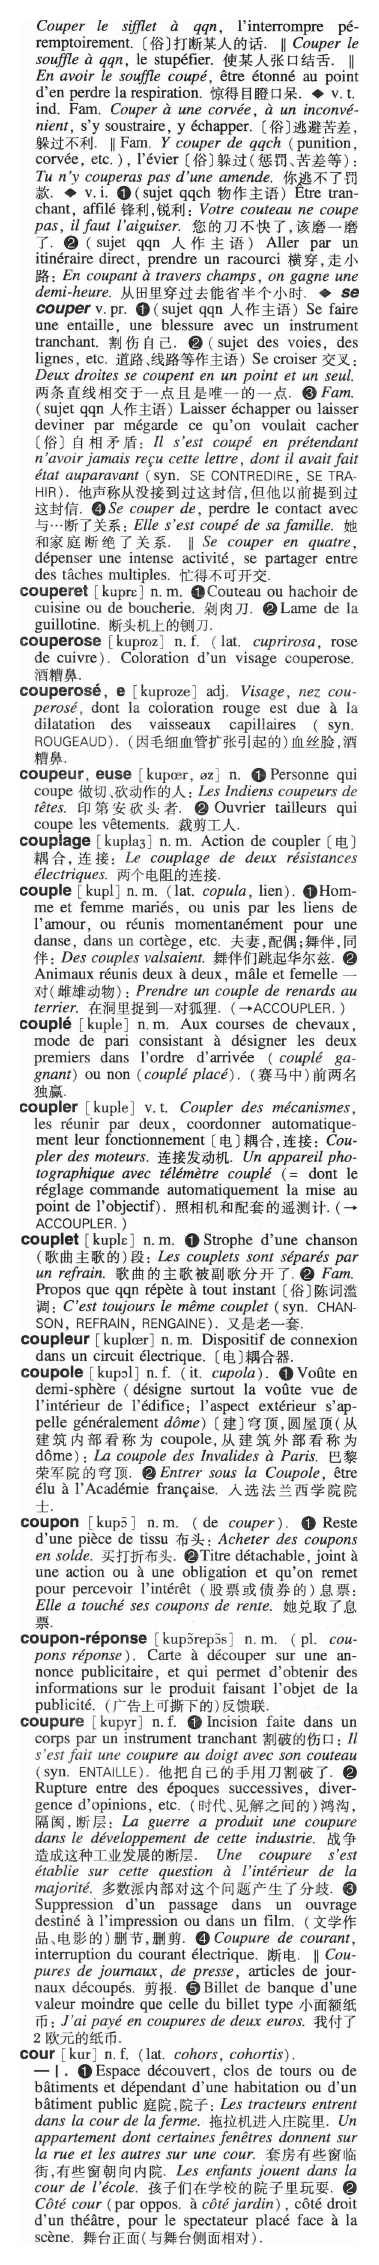 Couper le sifflet à qqn, l'interrompre pé-
remptoirement. 〔俗〕打断某人的话. ‖ Couper le
souffle à qqn, le stupéfier. 使某人张口结舌. ‖
En avoir le souffle coupé, être étonné au point
d'en perdre la respiration. 惊得目瞪口呆. ◆ v. t.
ind. Fam. Couper à une corvée, à un inconvé-
nient, s'y soustraire, y échapper. 〔俗〕逃避苦差,
躲过不利. ‖ Fam. Y couper de qqch (punition,
corvée, etc.), l'évier〔俗〕躲过(惩罚、苦差等):
Tu n'y couperas pas d'une amende. 你逃不了罚
款. ◆ v. i. ❶(sujet qqch 物作主语) Être tran-
chant, affilé 锋利,锐利: Votre couteau ne coupe
pas, il faut l'aiguiser. 您的刀不快了,该磨一磨
了. ❷(sujet qqn 人作主语) Aller par un
itinéraire direct, prendre un racourci 横穿,走小
路: En coupant à travers champs, on gagne une
demi-heure. 从田里穿过去能省半个小时. ◆ se
couper v. pr. ❶(sujet qqn 人作主语) Se faire
une entaille, une blessure avec un instrument
tranchant. 割伤自己. ❷(sujet des voies, des
lignes, etc. 道路、线路等作主语) Se croiser 交叉:
Deux droites se coupent en un point et un seul.
两条直线相交于一点且是唯一的一点. ❸ Fam.
(sujet qqn 人作主语) Laisser échapper ou laisser
deviner par mégarde ce qu'on voulait cacher
〔俗〕自相矛盾: Il s'est coupé en prétendant
n'avoir jamais reçu cette lettre, dont il avait fait
état auparavant (syn. SE CONTREDIRE, SE TRA-
HIR). 他声称从没接到过这封信,但他以前提到过
这封信. ❹Se couper de, perdre le contact avec
与…断了关系: Elle s'est coupé de sa famille. 她
和家庭断绝了关系. ‖ Se couper en quatre,
dépenser une intense activité, se partager entre
des tâches multiples. 忙得不可开交.
couperet [kuprɛ] n. m. ❶Couteau ou hachoir de
cuisine ou de boucherie. 剁肉刀. ❷Lame de la
guillotine. 断头机上的铡刀.
couperose [kuproz] n. f. (lat. cuprirosa, rose
de cuivre). Coloration d'un visage couperose.
酒糟鼻.
couperosé, e [kuproze] adj. Visage, nez cou-
perosé, dont la coloration rouge est due à la
dilatation des vaisseaux capillaires (syn.
ROUGEAUD). (因毛细血管扩张引起的)血丝脸,酒
糟鼻.
coupeur, euse [kupœr, øz] n. ❶ Personne qui
coupe 做切、砍动作的人: Les Indiens coupeurs de
têtes. 印第安砍头者. ❷ Ouvrier tailleurs qui
coupe les vêtements. 裁剪工人.
couplage [kuplaʒ] n. m. Action de coupler〔电〕
耦合,连接: Le couplage de deux résistances
électriques. 两个电阻的连接.
couple [kupl] n. m. (lat. copula, lien). ❶Hom-
me et femme mariés, ou unis par les liens de
l'amour, ou réunis momentanément pour une
danse, dans un cortège, etc. 夫妻,配偶;舞伴,同
伴: Des couples valsaient. 舞伴们跳起华尔兹. ❷
Animaux réunis deux à deux, mâle et femelle 一
对(雌雄动物): Prendre un couple de renards au
terrier. 在洞里捉到一对狐狸. (→ACCOUPLER.)
couplé [kuple] n. m. Aux courses de chevaux,
mode de pari consistant à désigner les deux
premiers dans l'ordre d'arrivée (couplé ga-
gnant) ou non (couplé placé). (赛马中)前两名
独赢.
coupler [kuple] v. t. Coupler des mécanismes,
les réunir par deux, coordonner automatique-
ment leur fonctionnement〔电〕耦合,连接: Cou-
pler des moteurs. 连接发动机. Un appareil pho-
tographique avec télémètre couplé (= dont le
réglage commande automatiquement la mise au
point de l'objectif). 照相机和配套的遥测计. (→
ACCOUPLER.)
couplet [kuplɛ] n. m. ❶ Strophe d'une chanson
(歌曲主歌的)段: Les couplets sont séparés par
un refrain. 歌曲的主歌被副歌分开了. ❷ Fam.
Propos que qqn répète à tout instant〔俗〕陈词滥
调: C'est toujours le même couplet (syn. CHAN-
SON, REFRAIN, RENGAINE). 又是老一套.
coupleur [kuplœr] n. m. Dispositif de connexion
dans un circuit électrique. 〔电〕耦合器.
coupole [kupɔl] n. f. (it. cupola). ❶Voûte en
demi-sphère (désigne surtout la voûte vue de
l'intérieur de l'édifice; l'aspect extérieur s'ap-
pelle généralement dôme)〔建〕穹顶,圆屋顶(从
建筑内部看称为 coupole,从建筑外部看称为
dôme): La coupole des Invalides à Paris. 巴黎
荣军院的穹顶. ❷Entrer sous la Coupole, être
élu à l'Académie française. 入选法兰西学院院
士.
coupon [kupɔ̃] n. m. (de couper). ❶ Reste
d'une pièce de tissu 布头: Acheter des coupons
en solde. 买打折布头. ❷Titre détachable, joint à
une action ou à une obligation et qu'on remet
pour percevoir l'intérêt (股票或债券的)息票:
Elle a touché ses coupons de rente. 她兑取了息
票.
coupon-réponse [kupɔ̃repɔ̃s] n. m. (pl. cou-
pons réponse). Carte à découper sur une an-
nonce publicitaire, et qui permet d'obtenir des
informations sur le produit faisant l'objet de la
publicité. (广告上可撕下的)反馈联.
coupure [kupyr] n. f. ❶ Incision faite dans un
corps par un instrument tranchant 割破的伤口: Il
s'est fait une coupure au doigt avec son couteau
(syn. ENTAILLE). 他把自己的手用刀割破了. ❷
Rupture entre des époques successives, diver-
gence d'opinions, etc. (时代、见解之间的)鸿沟,
隔阂,断层: La guerre a produit une coupure
dans le développement de cette industrie. 战争
造成这种工业发展的断层. Une coupure s'est
établie sur cette question à l'intérieur de la
majorité. 多数派内部对这个问题产生了分歧. ❸
Suppression d'un passage dans un ouvrage
destiné à l'impression ou dans un film. (文学作
品、电影的)删节,删剪. ❹ Coupure de courant,
interruption du courant électrique. 断电. ‖ Cou-
pures de journaux, de presse, articles de jour-
naux découpés. 剪报. ❺Billet de banque d'une
valeur moindre que celle du billet type 小面额纸
币: J'ai payé en coupures de deux euros. 我付了
2 欧元的纸币.
cour [kur] n. f. (lat. cohors, cohortis).
— I. ❶Espace découvert, clos de tours ou de
bâtiments et dépendant d'une habitation ou d'un
bâtiment public 庭院,院子: Les tracteurs entrent
dans la cour de la ferme. 拖拉机进入庄院里. Un
appartement dont certaines fenêtres donnent sur
la rue et les autres sur une cour. 套房有些窗临
街,有些窗朝向内院. Les enfants jouent dans la
cour de l'école. 孩子们在学校的院子里玩耍. ❷
Côté cour (par oppos. à côté jardin), côté droit
d'un théâtre, pour le spectateur placé face à la
scène. 舞台正面(与舞台侧面相对).